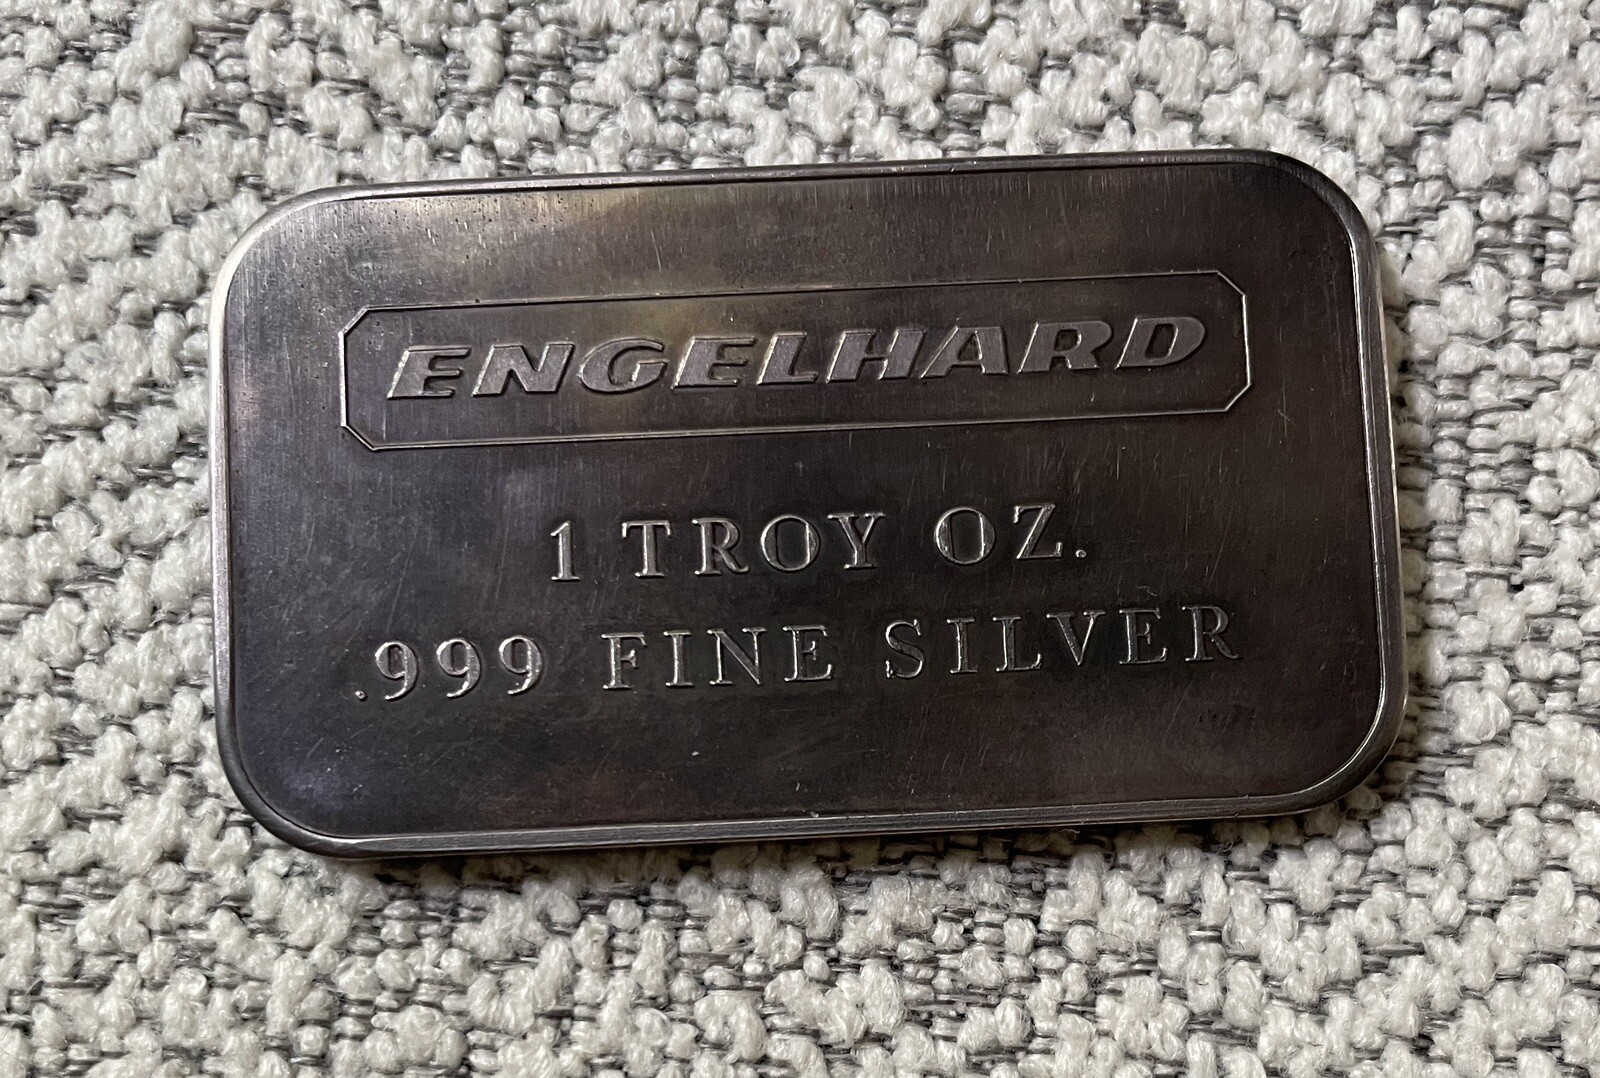 ENGELHARD
1 TROY OZ.
.999 FINE SILVER